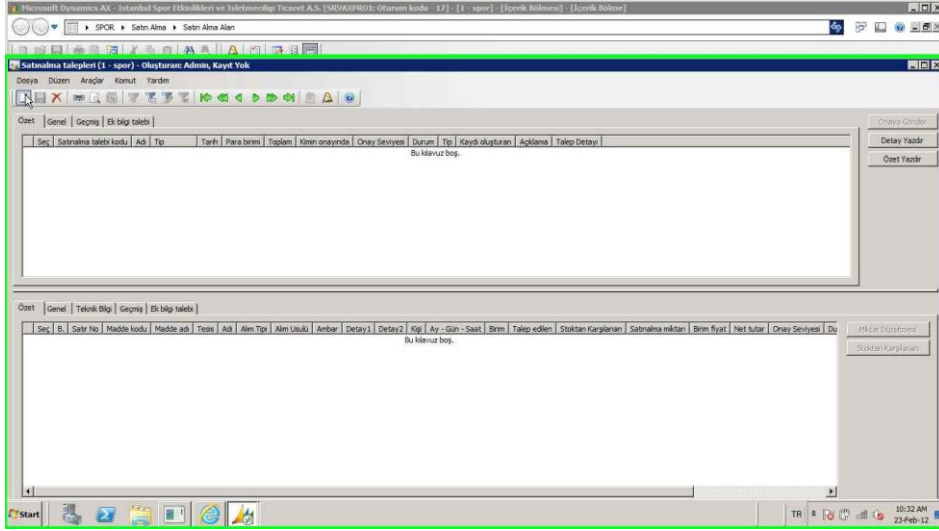 Microsoft Dynamics AX - İstanbul Spor Etkinlikleri ve İsletmeciligi Ticaret A.S. [SRVAXPRO1: Oturum kodu - 17] - [1 - spor] - [İçerik Bölmesi] - [İçerik Bölme]
SPOR Satın Alma Satın Alma Alan
Satınalma talepleri (1 - spor) - Oluşturan: Admin, Kayıt Yok
Dosya Düzen Araçlar Komut Yardım
Özet Genel Geçmiş Ek bilgi talebi
Onaya Gönder
Seç Satınalma talebi kodu Adı Tip Tarih Para birimi Toplam Kimin onayında Onay Seviyesi Durum Tip Kaydı oluşturan Açıklama Talep Detayı
Detay Yazdır
Bu kılavuz boş.
Özet Yazdır
Özet Genel Teknik Bilgi Geçmiş Ek bilgi talebi
Seç B. Satır No Madde kodu Madde adı Tesis Adı Alım Tipi Alım Usulü Ambar Detay1 Detay2 Kişi Ay - Gün - Saat Birim Talep edilen Stoktan Karşılanan Satınalma miktarı Birim fiyat Net tutar Onay Seviyesi Du
Miktar Düzeltmesi
Bu kılavuz boş.
Stoktan Karşılanan
Start
TR
10:32 AM
23-Feb-12